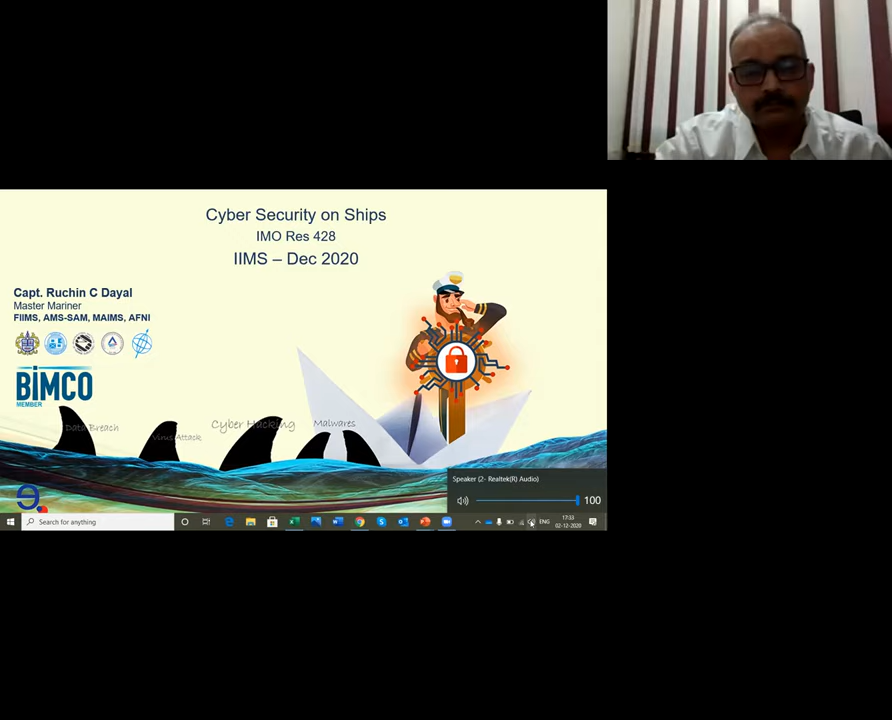 Cyber Security on Ships
IMO Res 428
IIMS – Dec 2020
Capt. Ruchin C Dayal
Master Mariner
FIIMS, AMS-SAM, MAIMS, AFNI
BIMCO
MEMBER
Data Breach
Virus Attack
Cyber Hacking
Malwares
Speaker (2- Realtek(R) Audio)
100
Search for anything
ENG
17:33
02-12-2020